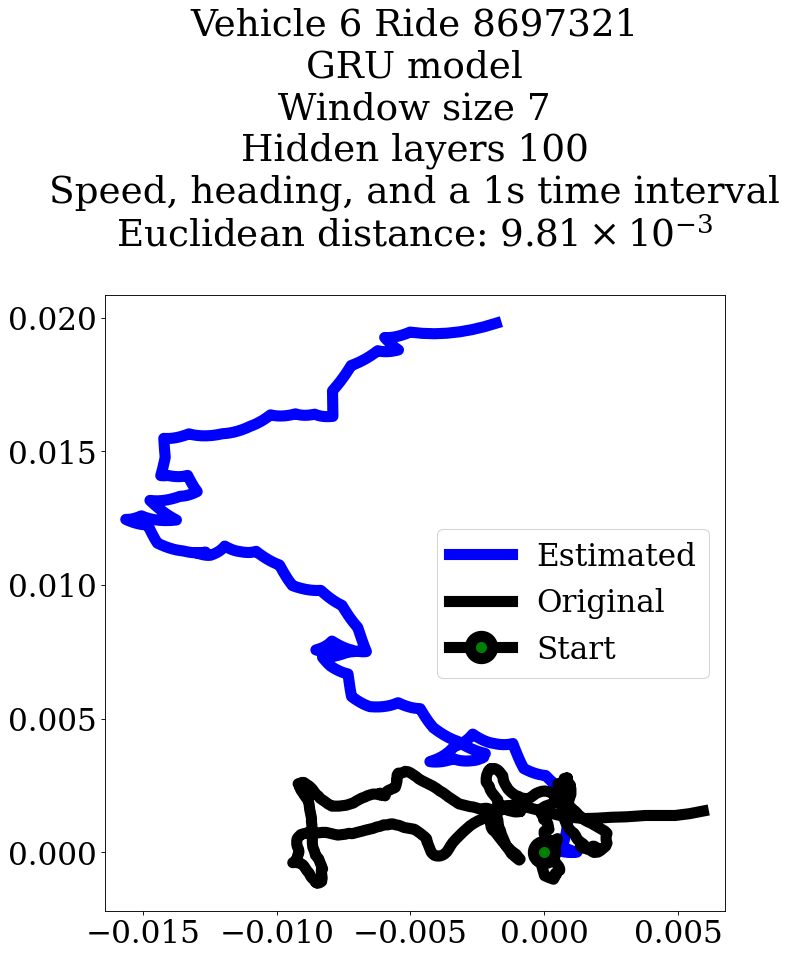 Vehicle 6 Ride 8697321
GRU model
Window size 7
Hidden layers 100
Speed, heading, and a 1s time interval
Euclidean distance: 9.81 × 10⁻³
0.020
0.015
0.010
0.005
0.000
Estimated
Original
Start
−0.015 −0.010 −0.005 0.000 0.005